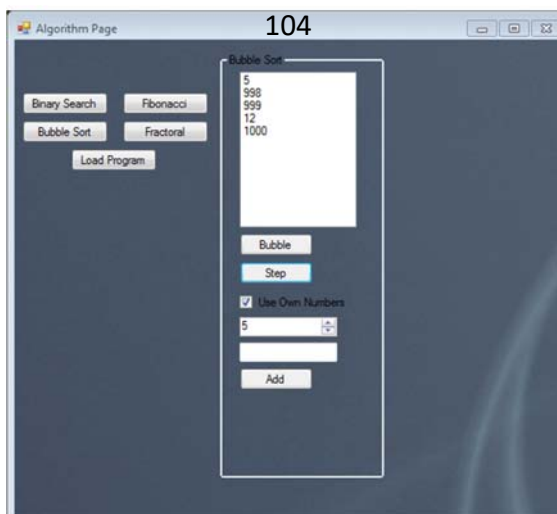 Algorithm Page
104
Bubble Sort
5
998
999
12
1000
Binary Search
Fibonacci
Bubble Sort
Fractoral
Load Program
Bubble
Step
Use Own Numbers
5
Add